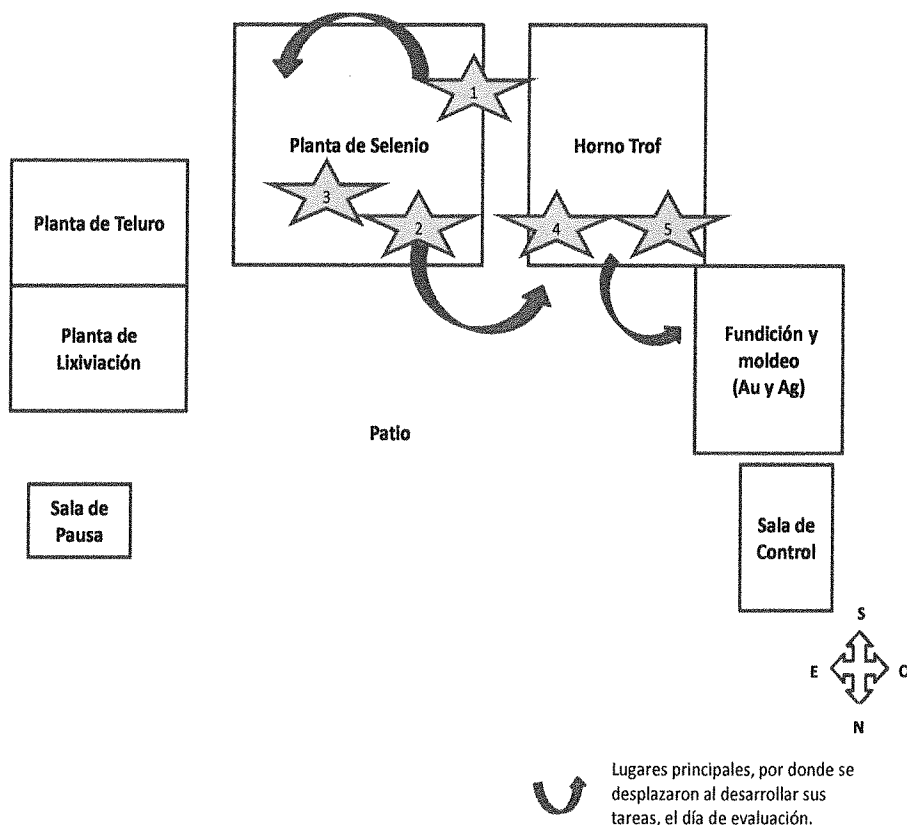 1
Planta de Selenio
Horno Trof
3
2
4
5
Planta de Teluro
Planta de
Lixiviación
Fundición y
moldeo
(Au y Ag)
Patio
Sala de
Pausa
Sala de
Control
S
E
O
N
Lugares principales, por donde se
desplazaron al desarrollar sus
tareas, el día de evaluación.